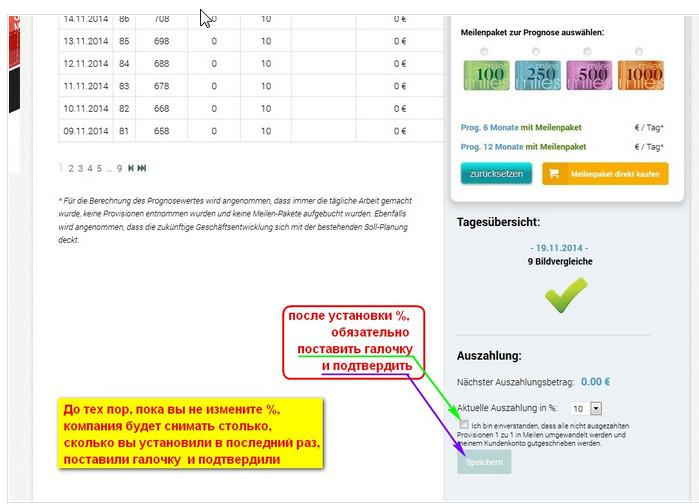 14.11.2014 86 708 0 10 0 €
13.11.2014 85 698 0 10 0 €
12.11.2014 84 688 0 10 0 €
11.11.2014 83 678 0 10 0 €
10.11.2014 82 668 0 10 0 €
09.11.2014 81 658 0 10 0 €
1 2 3 4 5 ... 9
* Für die Berechnung des Prognosewertes wird angenommen, dass immer die tägliche Arbeit gemacht
wurde, keine Provisionen entnommen wurden und keine Meilen-Pakete aufgebucht wurden. Ebenfalls
wird angenommen, dass die zukünftige Geschäftsentwicklung sich mit der bestehenden Soll-Planung
deckt.
Meilenpaket zur Prognose auswählen:
miles 100 miles
miles 250 miles
miles 500 miles
miles 1000 miles
Prog. 6 Monate mit Meilenpaket € / Tag*
Prog. 12 Monate mit Meilenpaket € / Tag*
zurücksetzen
Meilenpaket direkt kaufen
Tagesübersicht:
- 19.11.2014 -
9 Bildvergleiche
Auszahlung:
Nächster Auszahlungsbetrag: 0.00 €
Aktuelle Auszahlung in %: 10
Ich bin einverstanden, dass alle nicht ausgezahlten
Provisionen 1 zu 1 in Meilen umgewandelt werden und
meinem Kundenkonto gutgeschrieben werden.
Speichern
после установки %,
обязательно
поставить галочку
и подтвердить
До тех пор, пока вы не измените %,
компания будет снимать столько,
сколько вы установили в последний раз,
поставили галочку и подтвердили